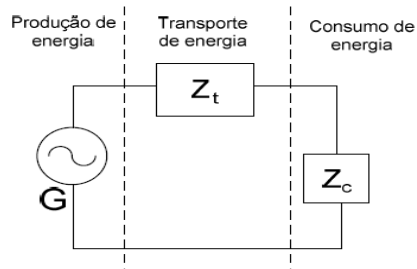 Produção de
energia
Transporte
de energia
Consumo de
energia
Zt
G
Zc